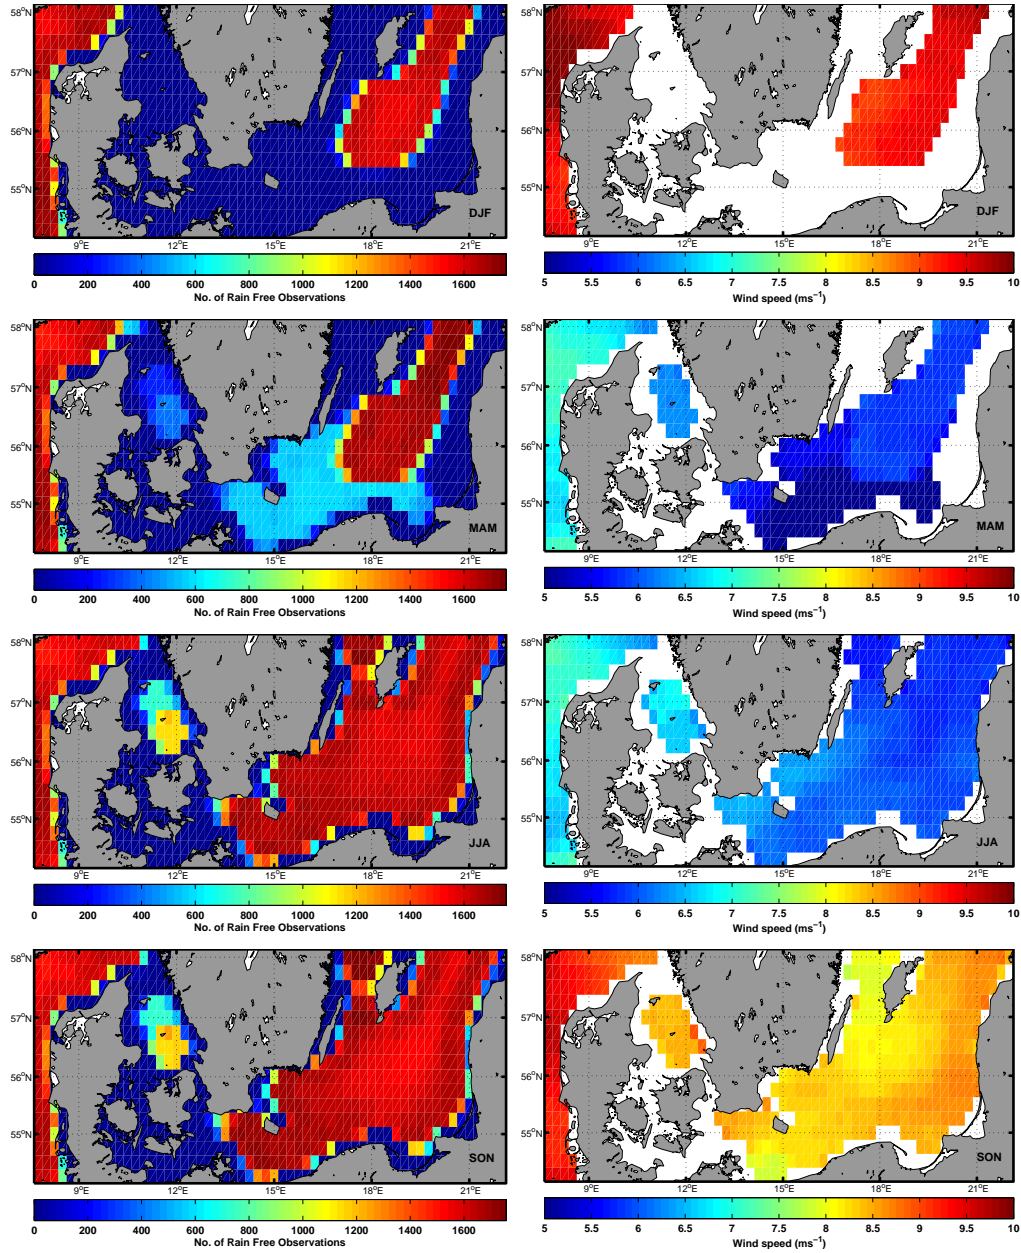 58°N
57°N
56°N
55°N
DJF
9°E 12°E 15°E 18°E 21°E
0 200 400 600 800 1000 1200 1400 1600
No. of Rain Free Observations
58°N
57°N
56°N
55°N
DJF
9°E 12°E 15°E 18°E 21°E
5 5.5 6 6.5 7 7.5 8 8.5 9 9.5 10
Wind speed (ms⁻¹)
58°N
57°N
56°N
55°N
MAM
9°E 12°E 15°E 18°E 21°E
0 200 400 600 800 1000 1200 1400 1600
No. of Rain Free Observations
58°N
57°N
56°N
55°N
MAM
9°E 12°E 15°E 18°E 21°E
5 5.5 6 6.5 7 7.5 8 8.5 9 9.5 10
Wind speed (ms⁻¹)
58°N
57°N
56°N
55°N
JJA
9°E 12°E 15°E 18°E 21°E
0 200 400 600 800 1000 1200 1400 1600
No. of Rain Free Observations
58°N
57°N
56°N
55°N
JJA
9°E 12°E 15°E 18°E 21°E
5 5.5 6 6.5 7 7.5 8 8.5 9 9.5 10
Wind speed (ms⁻¹)
58°N
57°N
56°N
55°N
SON
9°E 12°E 15°E 18°E 21°E
0 200 400 600 800 1000 1200 1400 1600
No. of Rain Free Observations
58°N
57°N
56°N
55°N
SON
9°E 12°E 15°E 18°E 21°E
5 5.5 6 6.5 7 7.5 8 8.5 9 9.5 10
Wind speed (ms⁻¹)